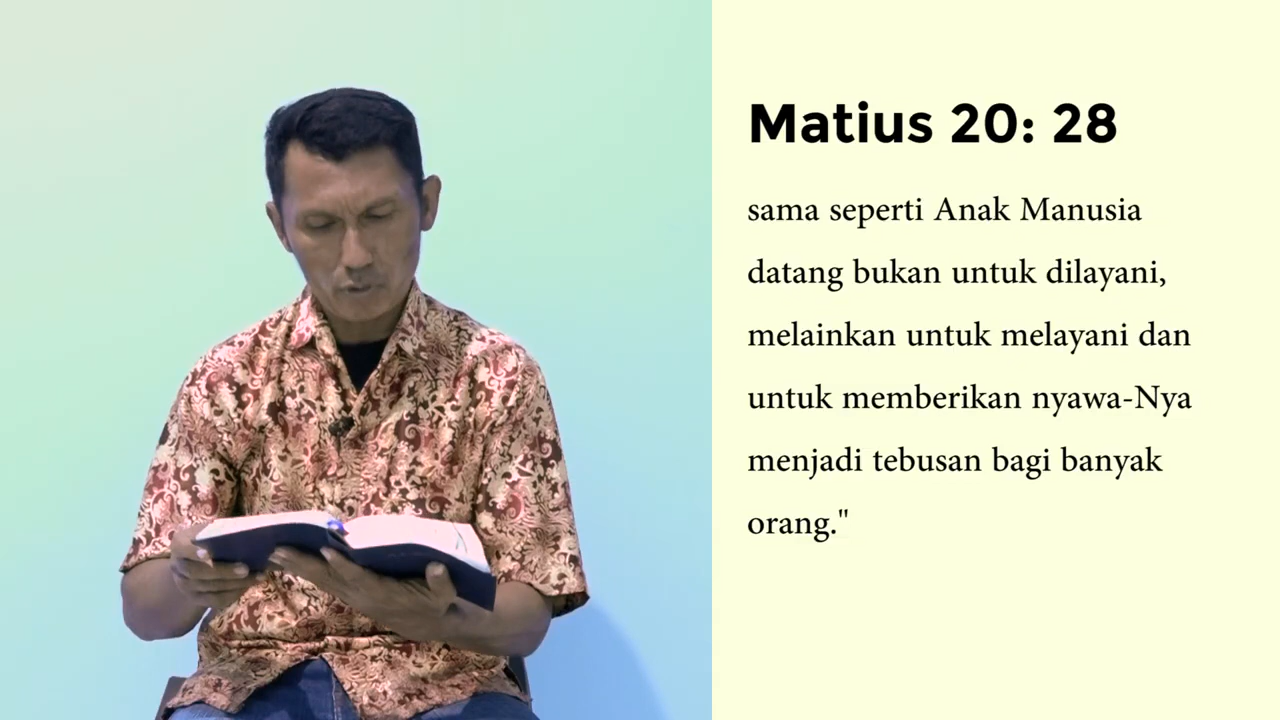 Matius 20: 28
sama seperti Anak Manusia
datang bukan untuk dilayani,
melainkan untuk melayani dan
untuk memberikan nyawa-Nya
menjadi tebusan bagi banyak
orang."